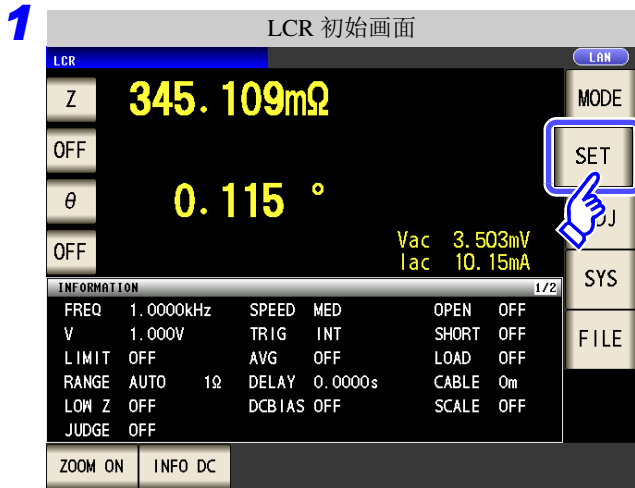 1
LCR 初始画面
LCR
LAN
Z 345.109mΩ
MODE
OFF
SET
θ 0.115 °
OFF
Vac 3.503mV
Iac 10.15mA
SYS
INFORMATION 1/2
FREQ 1.0000kHz SPEED MED OPEN OFF
V 1.000V TRIG INT SHORT OFF
FILE
LIMIT OFF AVG OFF LOAD OFF
RANGE AUTO 1Ω DELAY 0.0000s CABLE 0m
LOW Z OFF DCBIAS OFF SCALE OFF
JUDGE OFF
ZOOM ON INFO DC